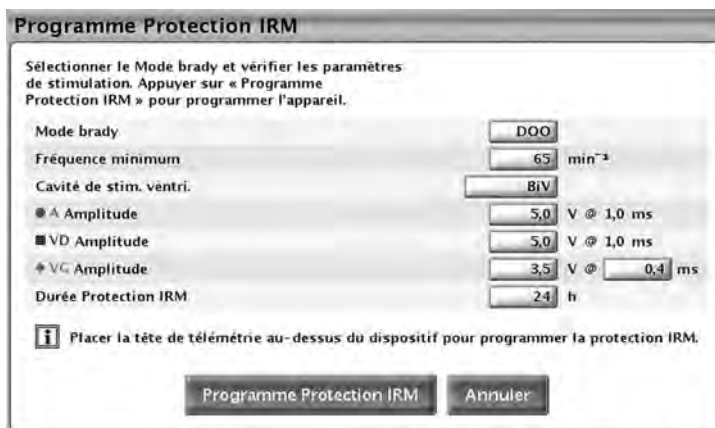 Programme Protection IRM
Sélectionner le Mode brady et vérifier les paramètres
de stimulation. Appuyer sur « Programme
Protection IRM » pour programmer l'appareil.
Mode brady DOO
Fréquence minimum 65 min⁻¹
Cavité de stim. ventri. BiV
A Amplitude 5,0 V @ 1,0 ms
VD Amplitude 5,0 V @ 1,0 ms
VG Amplitude 3,5 V @ 0,4 ms
Durée Protection IRM 24 h
i Placer la tête de télémétrie au-dessus du dispositif pour programmer la protection IRM.
Programme Protection IRM Annuler